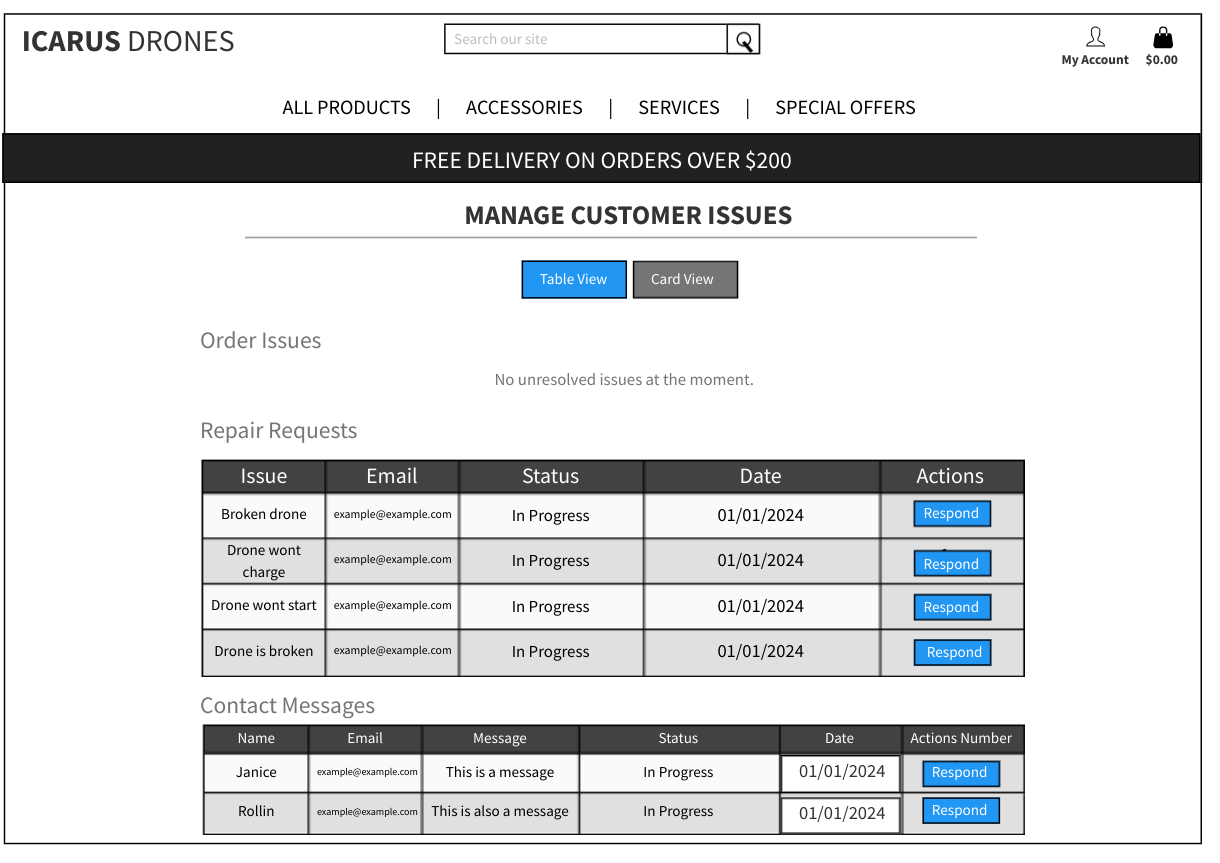 ICARUS DRONES
Search our site
My Account $0.00
ALL PRODUCTS | ACCESSORIES | SERVICES | SPECIAL OFFERS
FREE DELIVERY ON ORDERS OVER $200
MANAGE CUSTOMER ISSUES
Table View Card View
Order Issues
No unresolved issues at the moment.
Repair Requests
Issue Email Status Date Actions
Broken drone example@example.com In Progress 01/01/2024 Respond
Drone wont
charge example@example.com In Progress 01/01/2024 Respond
Drone wont start example@example.com In Progress 01/01/2024 Respond
Drone is broken example@example.com In Progress 01/01/2024 Respond
Contact Messages
Name Email Message Status Date Actions Number
Janice example@example.com This is a message In Progress 01/01/2024 Respond
Rollin example@example.com This is also a message In Progress 01/01/2024 Respond